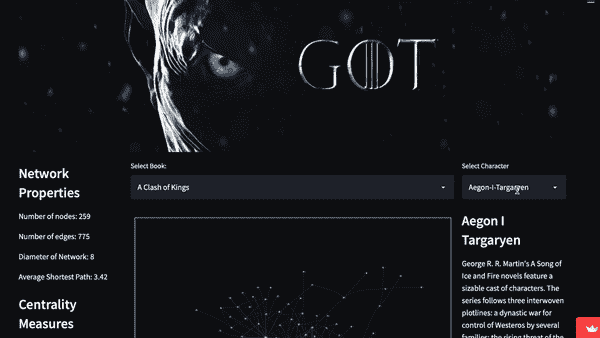 GOT
Network
Properties
Number of nodes: 259
Number of edges: 775
Diameter of Network: 8
Average Shortest Path: 3.42
Centrality
Measures
Select Book:
A Clash of Kings
Select Character
Aegon-I-Targaryen
Aegon I
Targaryen
George R. R. Martin's A Song of
Ice and Fire novels feature a
sizable cast of characters. The
series follows three interwoven
plotlines: a dynastic war for
control of Westeros by several
families; the rising threat of the